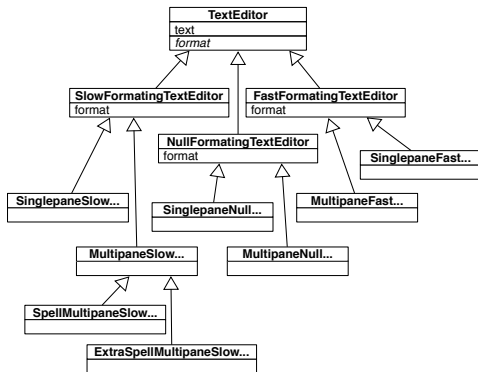 TextEditor
text
format
SlowFormatingTextEditor
format
FastFormatingTextEditor
format
NullFormatingTextEditor
format
SinglepaneFast...
SinglepaneSlow...
SinglepaneNull...
MultipaneFast...
MultipaneSlow...
MultipaneNull...
SpellMultipaneSlow...
ExtraSpellMultipaneSlow...